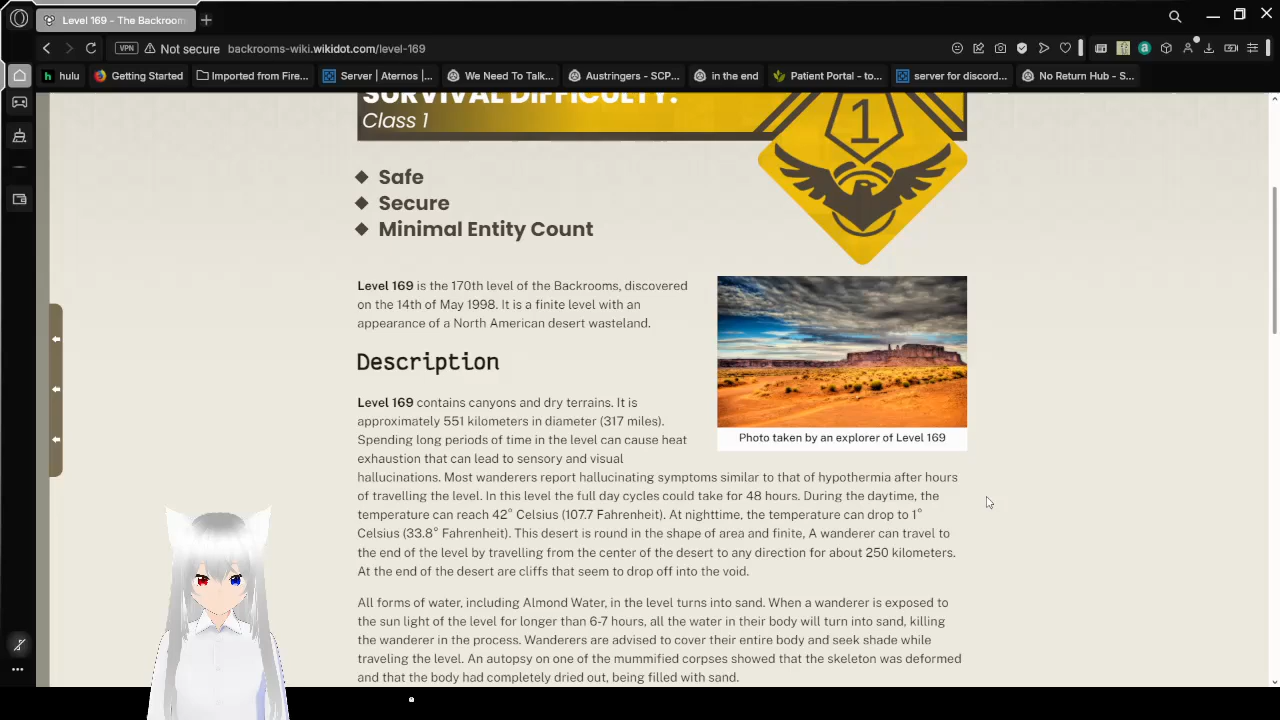 Level 169 - The Backroom
VPN Not secure backrooms-wiki.wikidot.com/level-169
hulu Getting Started Imported from Fire... Server | Aternos |... We Need To Talk... Austringers - SCP... in the end Patient Portal - to... server for discord... No Return Hub - S...
SURVIVAL DIFFICULTY:
Class 1
1
Safe
Secure
Minimal Entity Count
Level 169 is the 170th level of the Backrooms, discovered
on the 14th of May 1998. It is a finite level with an
appearance of a North American desert wasteland.
Description
Level 169 contains canyons and dry terrains. It is
approximately 551 kilometers in diameter (317 miles).
Spending long periods of time in the level can cause heat
exhaustion that can lead to sensory and visual
Photo taken by an explorer of Level 169
hallucinations. Most wanderers report hallucinating symptoms similar to that of hypothermia after hours
of travelling the level. In this level the full day cycles could take for 48 hours. During the daytime, the
temperature can reach 42° Celsius (107.7 Fahrenheit). At nighttime, the temperature can drop to 1°
Celsius (33.8° Fahrenheit). This desert is round in the shape of area and finite, A wanderer can travel to
the end of the level by travelling from the center of the desert to any direction for about 250 kilometers.
At the end of the desert are cliffs that seem to drop off into the void.
All forms of water, including Almond Water, in the level turns into sand. When a wanderer is exposed to
the sun light of the level for longer than 6-7 hours, all the water in their body will turn into sand, killing
the wanderer in the process. Wanderers are advised to cover their entire body and seek shade while
traveling the level. An autopsy on one of the mummified corpses showed that the skeleton was deformed
and that the body had completely dried out, being filled with sand.